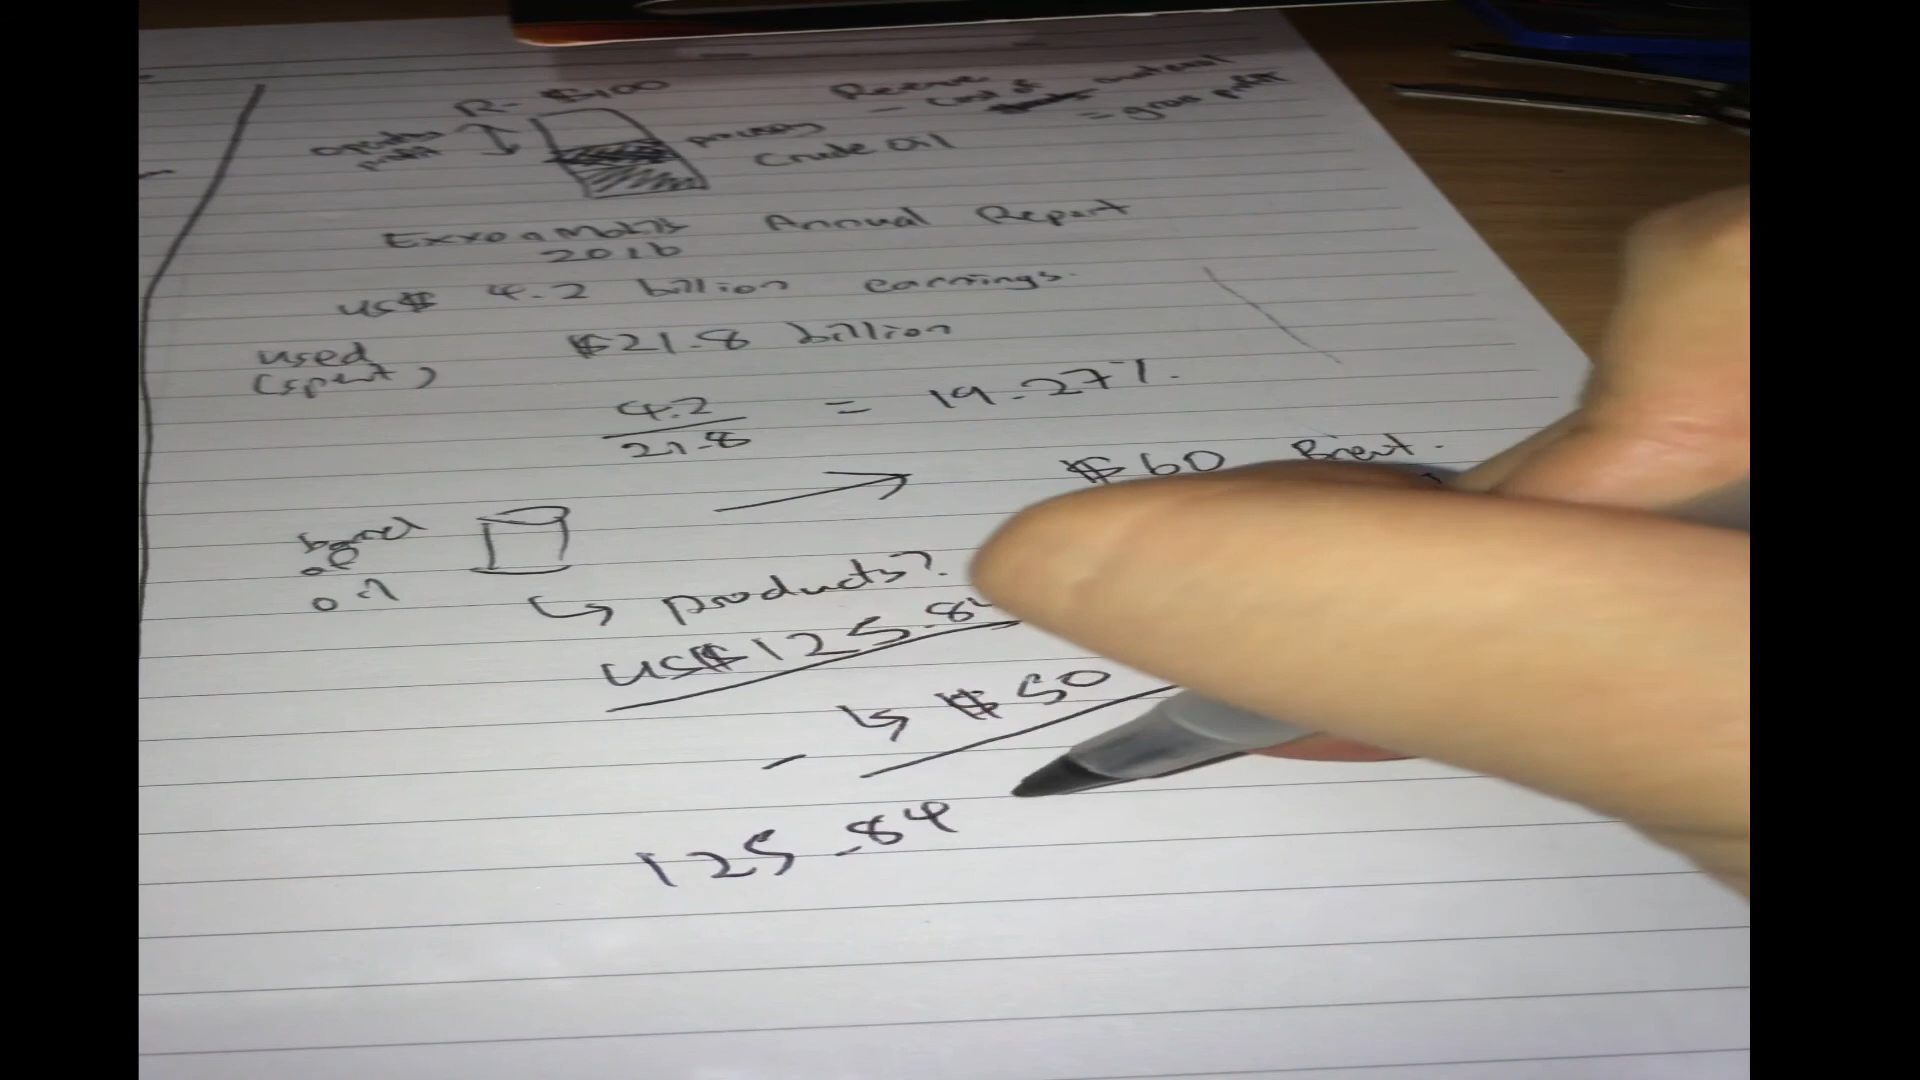 R- $100
Revenue
operating profit
processing
- cost of material
= gross profit
Crude oil
ExxonMobil's Annual Report
2016
US$ 4.2 billion earnings.
used $21.8 billion
(spent)
4.2
21.8
= 19.27%.
$60 Brent.
barrel
of
oil
↳ products?
US$125.84
- ↳ $50
125.84